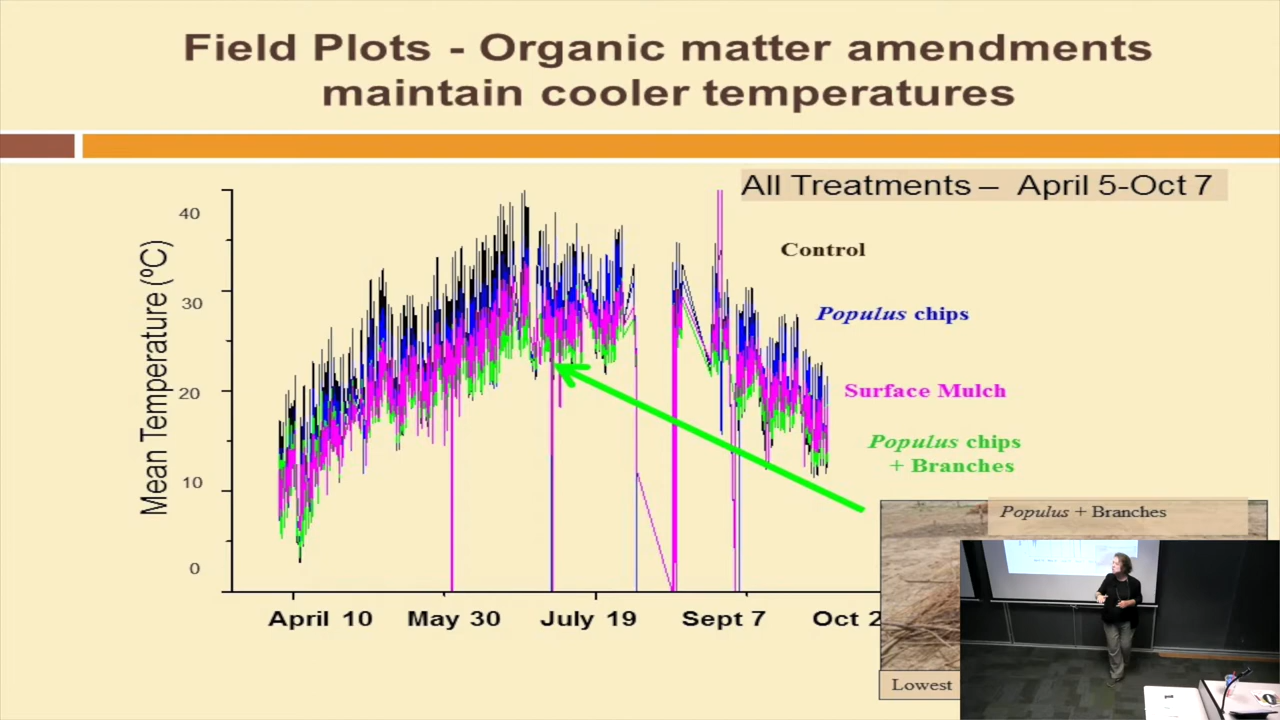 Field Plots - Organic matter amendments
maintain cooler temperatures
All Treatments – April 5-Oct 7
Mean Temperature (ºC)
40
30
20
10
0
April 10
May 30
July 19
Sept 7
Oct 2
Control
Populus chips
Surface Mulch
Populus chips
+ Branches
Populus + Branches
Lowest